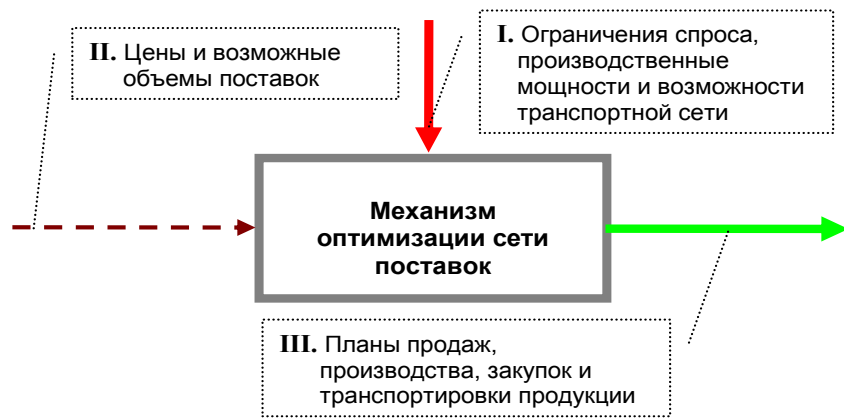 II. Цены и возможные
объемы поставок
I. Ограничения спроса,
производственные
мощности и возможности
транспортной сети
Механизм
оптимизации сети
поставок
III. Планы продаж,
производства, закупок и
транспортировки продукции